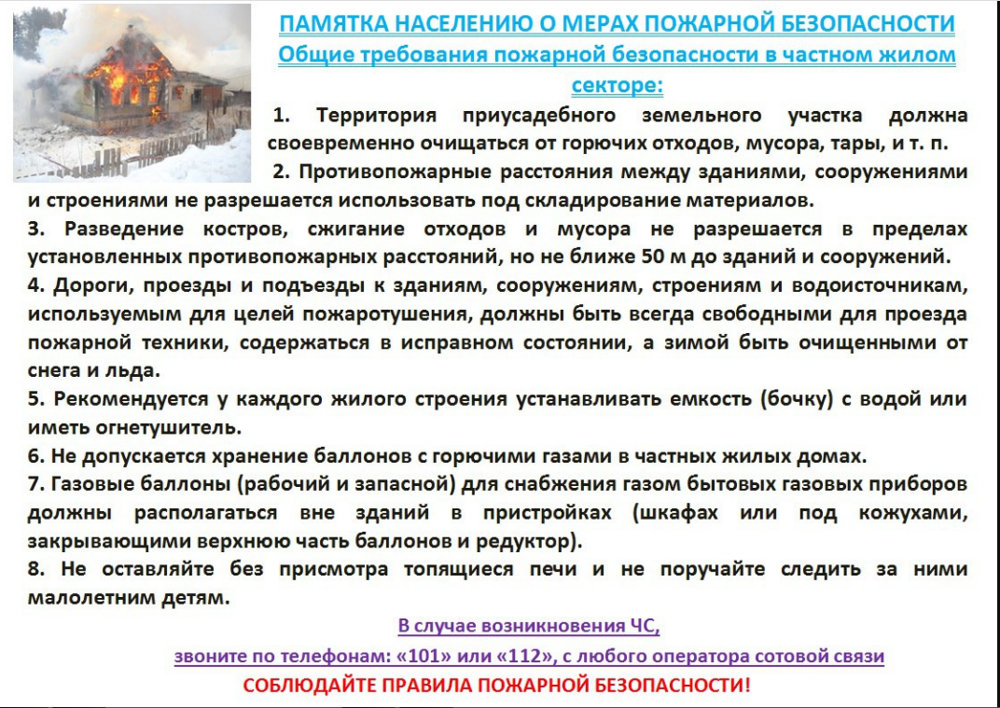 ПАМЯТКА НАСЕЛЕНИЮ О МЕРАХ ПОЖАРНОЙ БЕЗОПАСНОСТИ
Общие требования пожарной безопасности в частном жилом
секторе:
1. Территория приусадебного земельного участка должна
своевременно очищаться от горючих отходов, мусора, тары, и т. п.
2. Противопожарные расстояния между зданиями, сооружениями
и строениями не разрешается использовать под складирование материалов.
3. Разведение костров, сжигание отходов и мусора не разрешается в пределах
установленных противопожарных расстояний, но не ближе 50 м до зданий и сооружений.
4. Дороги, проезды и подъезды к зданиям, сооружениям, строениям и водоисточникам,
используемым для целей пожаротушения, должны быть всегда свободными для проезда
пожарной техники, содержаться в исправном состоянии, а зимой быть очищенными от
снега и льда.
5. Рекомендуется у каждого жилого строения устанавливать емкость (бочку) с водой или
иметь огнетушитель.
6. Не допускается хранение баллонов с горючими газами в частных жилых домах.
7. Газовые баллоны (рабочий и запасной) для снабжения газом бытовых газовых приборов
должны располагаться вне зданий в пристройках (шкафах или под кожухами,
закрывающими верхнюю часть баллонов и редуктор).
8. Не оставляйте без присмотра топящиеся печи и не поручайте следить за ними
малолетним детям.
В случае возникновения ЧС,
звоните по телефонам: «101» или «112», с любого оператора сотовой связи
СОБЛЮДАЙТЕ ПРАВИЛА ПОЖАРНОЙ БЕЗОПАСНОСТИ!